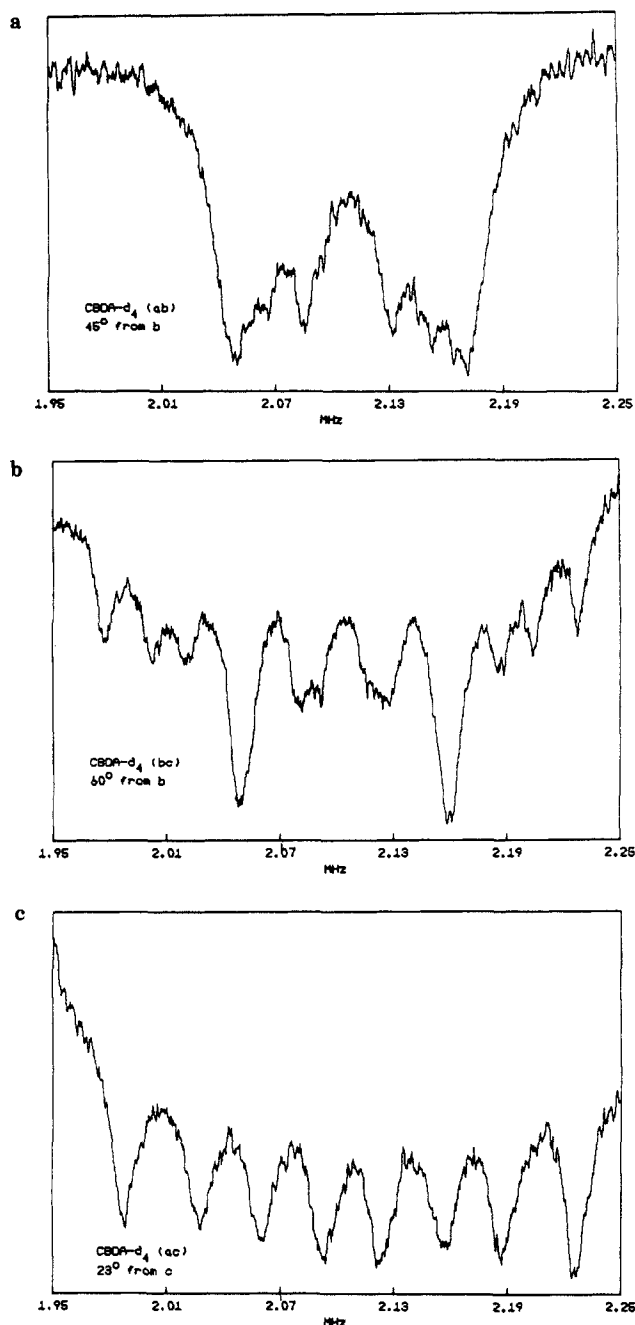 a
CBDA-d4 (ab)
45° from b
1.95 2.01 2.07 2.13 2.19 2.25
MHz
b
CBDA-d4 (bc)
60° from b
1.95 2.01 2.07 2.13 2.19 2.25
MHz
c
CBDA-d4 (ac)
23° from c
1.95 2.01 2.07 2.13 2.19 2.25
MHz